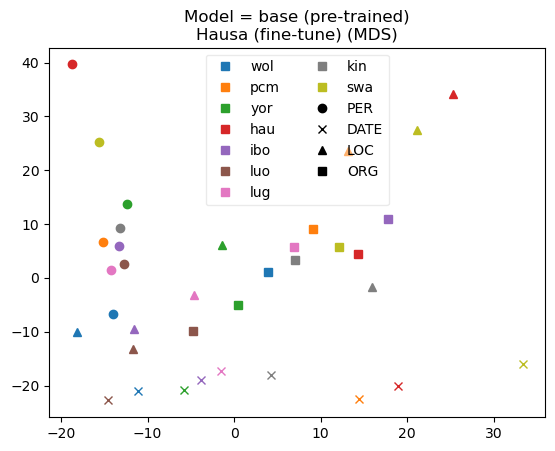 Model = base (pre-trained)
Hausa (fine-tune) (MDS)
40
30
20
10
0
−10
−20
wol
pcm
yor
hau
ibo
luo
lug
kin
swa
PER
DATE
LOC
ORG
−20
−10
0
10
20
30